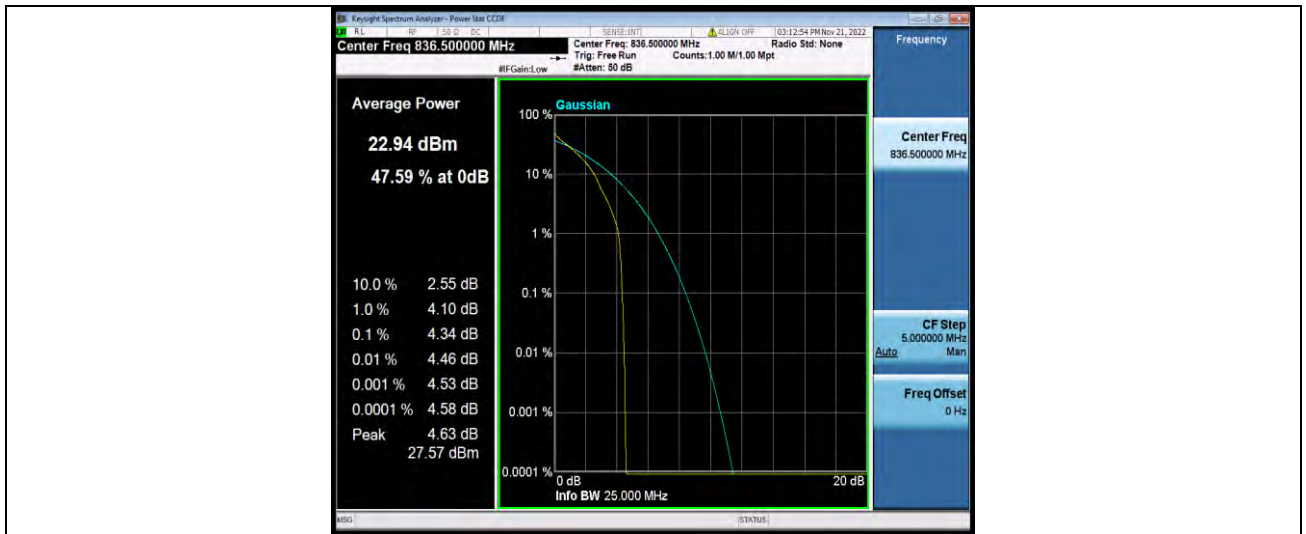 Keysight Spectrum Analyzer - Power Stat CCDF
RL RF 50 Ω DC SENSE:INT ALIGN OFF 03:12:54 PM Nov 21, 2022
Center Freq 836.500000 MHz
Center Freq: 836.500000 MHz Radio Std: None
Trig: Free Run Counts:1.00 M/1.00 Mpt
#IFGain:Low #Atten: 50 dB
Frequency
Average Power
22.94 dBm
47.59 % at 0dB
10.0 % 2.55 dB
1.0 % 4.10 dB
0.1 % 4.34 dB
0.01 % 4.46 dB
0.001 % 4.53 dB
0.0001 % 4.58 dB
Peak 4.63 dB
27.57 dBm
Gaussian
100 %
10 %
1 %
0.1 %
0.01 %
0.001 %
0.0001 %
0 dB 20 dB
Info BW 25.000 MHz
Center Freq
836.500000 MHz
CF Step
5.000000 MHz
Auto Man
Freq Offset
0 Hz
MSG STATUS